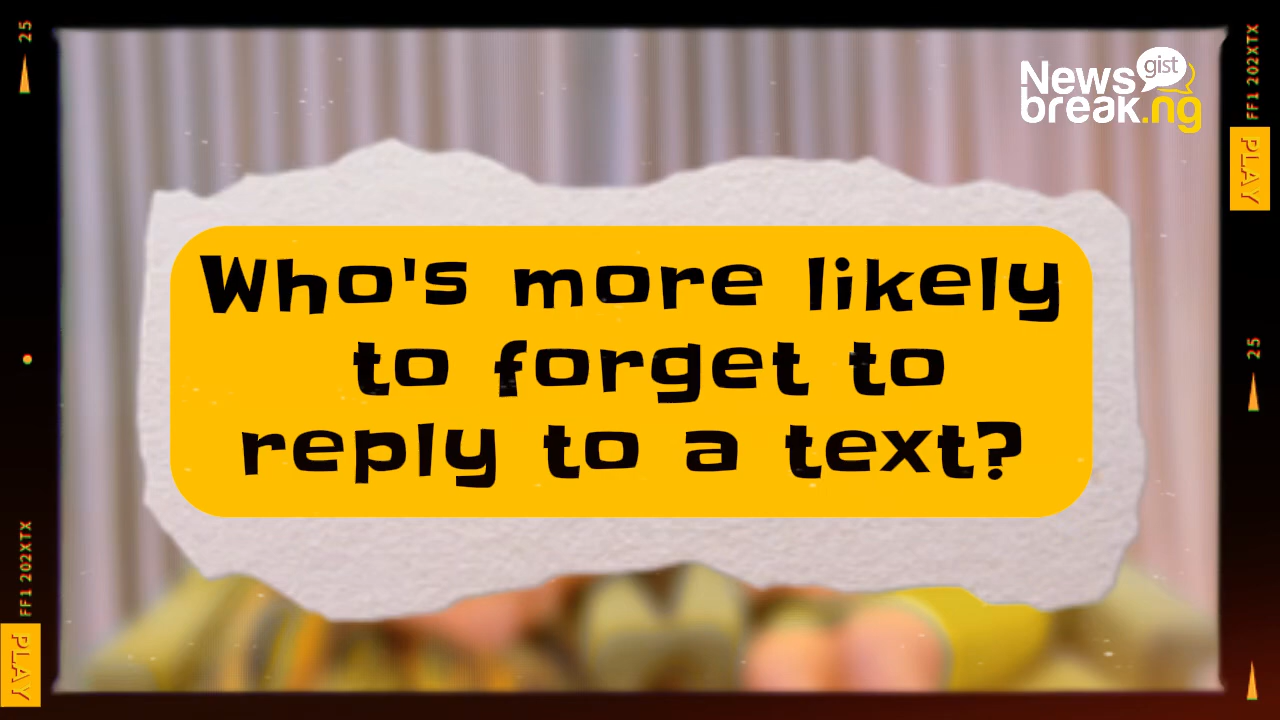 25
FF1 202XTX
PLAY
News gist
break.ng
Who's more likely
to forget to
reply to a text?
25
FF1 202XTX
PLAY